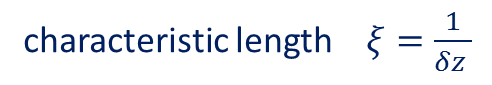 characteristic length ξ = 1/δz